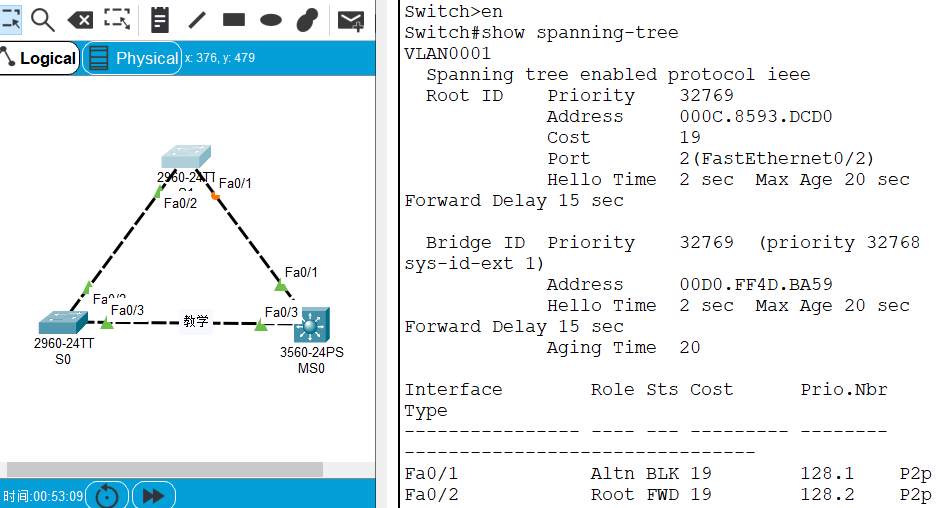 Logical
Physical x: 376, y: 479
2960-24TT
Fa0/1
Fa0/2
Fa0/1
Fa0/3
Fa0/3
教学
2960-24TT
S0
3560-24PS
MS0
时间:00:53:09
Switch>en
Switch#show spanning-tree
VLAN0001
Spanning tree enabled protocol ieee
Root ID Priority 32769
Address 000C.8593.DCD0
Cost 19
Port 2(FastEthernet0/2)
Hello Time 2 sec Max Age 20 sec
Forward Delay 15 sec
Bridge ID Priority 32769 (priority 32768
sys-id-ext 1)
Address 00D0.FF4D.BA59
Hello Time 2 sec Max Age 20 sec
Forward Delay 15 sec
Aging Time 20
Interface Role Sts Cost Prio.Nbr
Type
---------------- ---- --- --------- --------
--------------------------------
Fa0/1 Altn BLK 19 128.1 P2p
Fa0/2 Root FWD 19 128.2 P2p